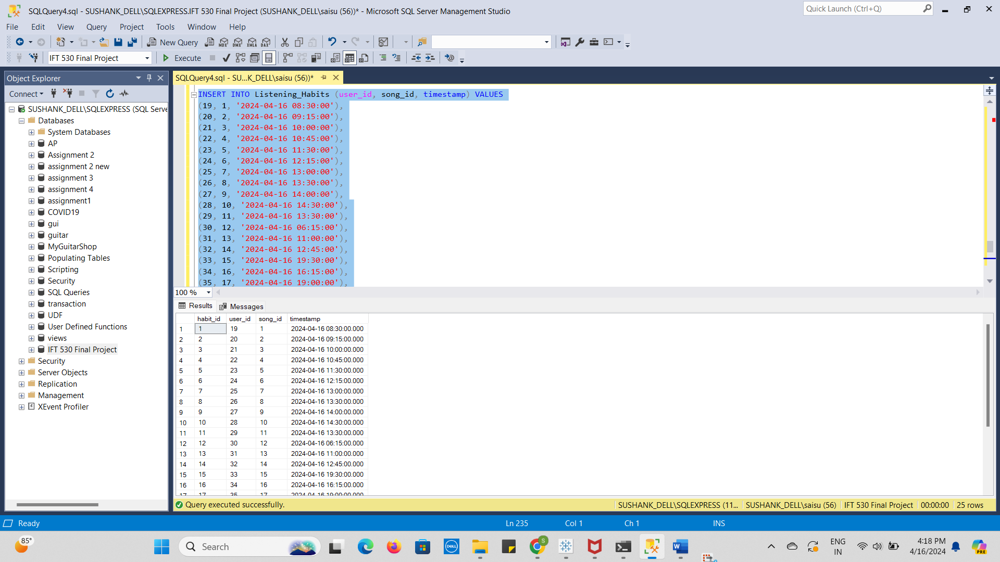 SQLQuery4.sql - SUSHANK_DELL\SQLEXPRESS.IFT 530 Final Project (SUSHANK_DELL\saisu (56))* - Microsoft SQL Server Management Studio
Quick Launch (Ctrl+Q)
File Edit View Query Project Tools Window Help
New Query MDX DMX XMLA DAX
IFT 530 Final Project Execute
Object Explorer
SQLQuery4.sql - SU...K_DELL\saisu (56))*
Connect
SUSHANK_DELL\SQLEXPRESS (SQL Serve
Databases
System Databases
AP
Assignment 2
assignment 2 new
assignment 3
assignment 4
assignment1
COVID19
gui
guitar
MyGuitarShop
Populating Tables
Scripting
Security
SQL Queries
transaction
UDF
User Defined Functions
views
IFT 530 Final Project
Security
Server Objects
Replication
Management
XEvent Profiler
INSERT INTO Listening_Habits (user_id, song_id, timestamp) VALUES
(19, 1, '2024-04-16 08:30:00'),
(20, 2, '2024-04-16 09:15:00'),
(21, 3, '2024-04-16 10:00:00'),
(22, 4, '2024-04-16 10:45:00'),
(23, 5, '2024-04-16 11:30:00'),
(24, 6, '2024-04-16 12:15:00'),
(25, 7, '2024-04-16 13:00:00'),
(26, 8, '2024-04-16 13:30:00'),
(27, 9, '2024-04-16 14:00:00'),
(28, 10, '2024-04-16 14:30:00'),
(29, 11, '2024-04-16 13:30:00'),
(30, 12, '2024-04-16 06:15:00'),
(31, 13, '2024-04-16 11:00:00'),
(32, 14, '2024-04-16 12:45:00'),
(33, 15, '2024-04-16 19:30:00'),
(34, 16, '2024-04-16 16:15:00'),
(35, 17, '2024-04-16 19:00:00'),
100 %
Results Messages
habit_id user_id song_id timestamp
1 1 19 1 2024-04-16 08:30:00.000
2 2 20 2 2024-04-16 09:15:00.000
3 3 21 3 2024-04-16 10:00:00.000
4 4 22 4 2024-04-16 10:45:00.000
5 5 23 5 2024-04-16 11:30:00.000
6 6 24 6 2024-04-16 12:15:00.000
7 7 25 7 2024-04-16 13:00:00.000
8 8 26 8 2024-04-16 13:30:00.000
9 9 27 9 2024-04-16 14:00:00.000
10 10 28 10 2024-04-16 14:30:00.000
11 11 29 11 2024-04-16 13:30:00.000
12 12 30 12 2024-04-16 06:15:00.000
13 13 31 13 2024-04-16 11:00:00.000
14 14 32 14 2024-04-16 12:45:00.000
15 15 33 15 2024-04-16 19:30:00.000
16 16 34 16 2024-04-16 16:15:00.000
17 17 35 17 2024-04-16 19:00:00.000
Query executed successfully. SUSHANK_DELL\SQLEXPRESS (11... SUSHANK_DELL\saisu (56) IFT 530 Final Project 00:00:00 25 rows
Ready Ln 235 Col 1 Ch 1 INS
85° Search DELL S W ENG IN 4:18 PM 4/16/2024 PRE